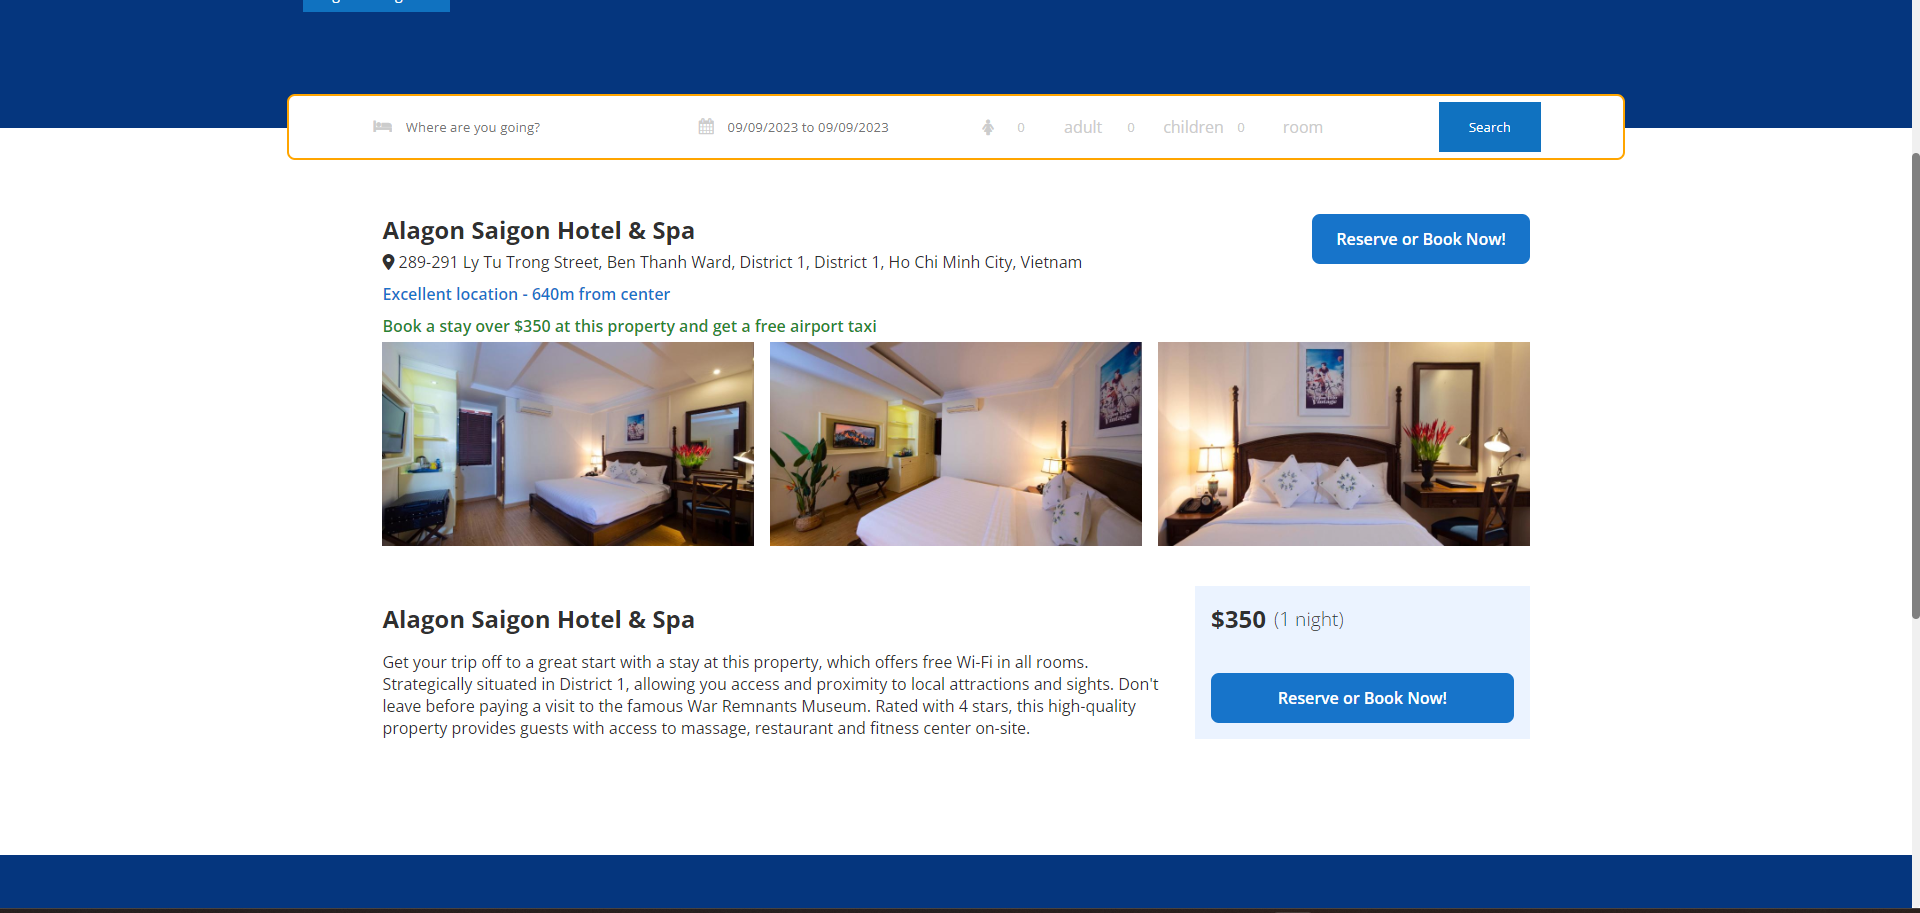 Where are you going?
09/09/2023 to 09/09/2023
0 adult 0 children 0 room
Search
Alagon Saigon Hotel & Spa
Reserve or Book Now!
289-291 Ly Tu Trong Street, Ben Thanh Ward, District 1, District 1, Ho Chi Minh City, Vietnam
Excellent location - 640m from center
Book a stay over $350 at this property and get a free airport taxi
Vintage
Alagon Saigon Hotel & Spa
Get your trip off to a great start with a stay at this property, which offers free Wi-Fi in all rooms.
Strategically situated in District 1, allowing you access and proximity to local attractions and sights. Don't
leave before paying a visit to the famous War Remnants Museum. Rated with 4 stars, this high-quality
property provides guests with access to massage, restaurant and fitness center on-site.
$350 (1 night)
Reserve or Book Now!